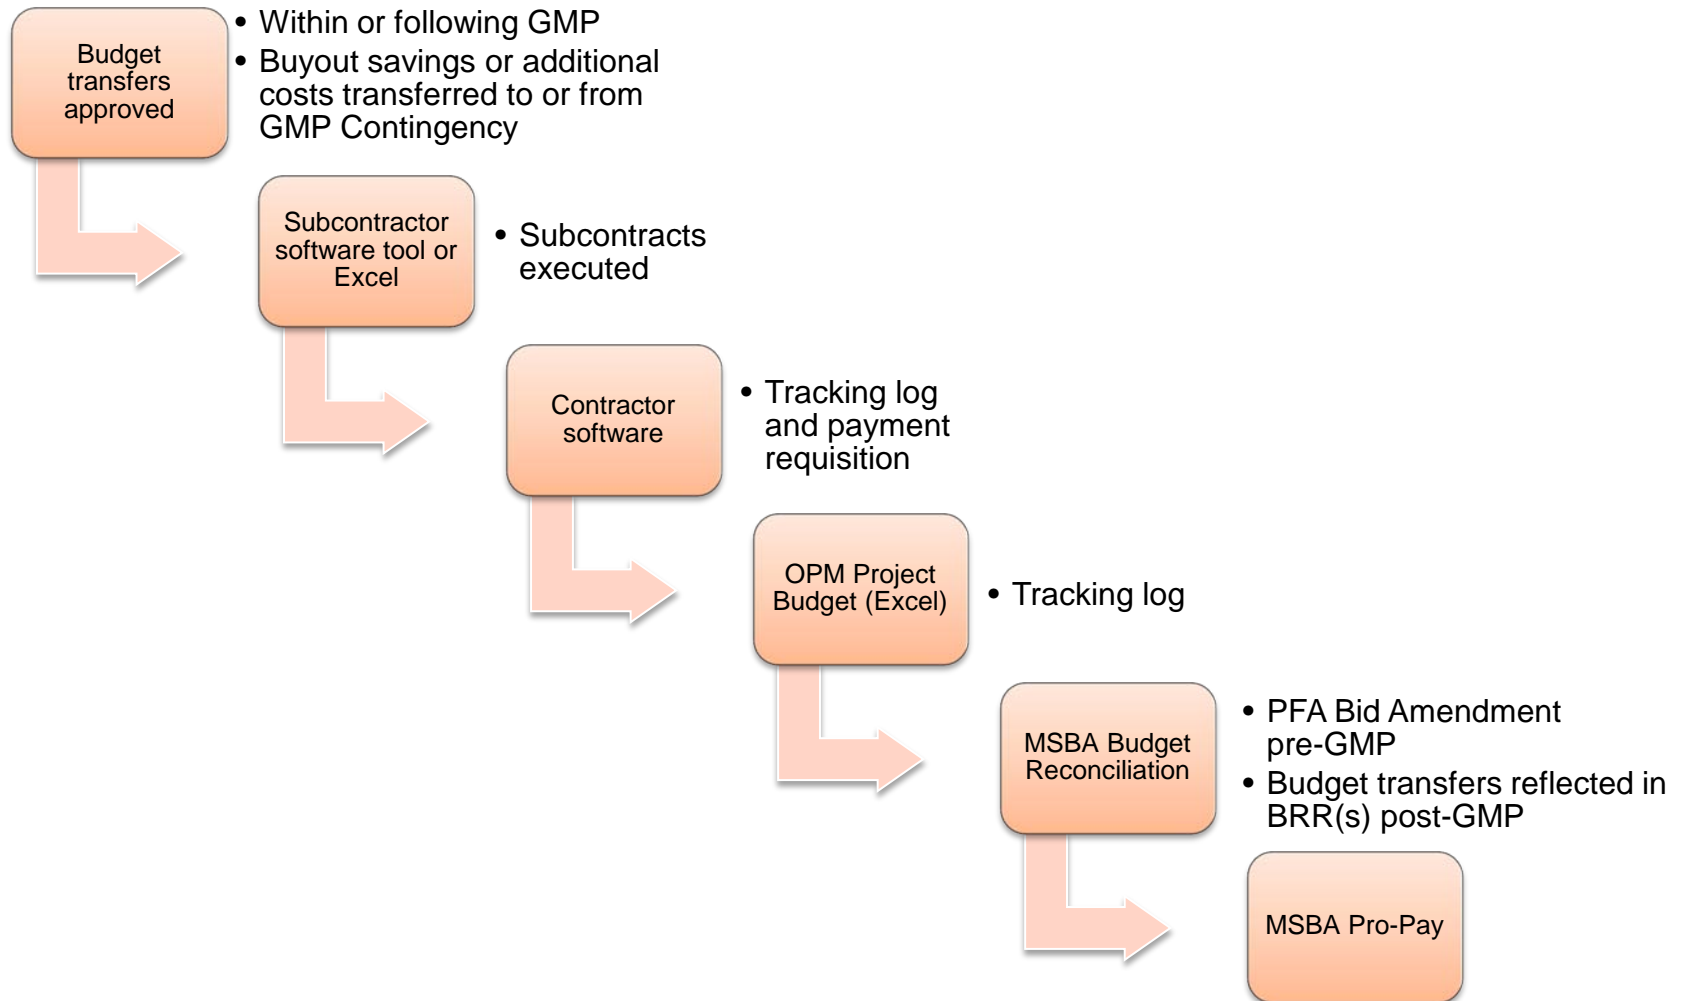 Budget
transfers
approved
• Within or following GMP
• Buyout savings or additional
costs transferred to or from
GMP Contingency
Subcontractor
software tool or
Excel
• Subcontracts
executed
Contractor
software
• Tracking log
and payment
requisition
OPM Project
Budget (Excel)
• Tracking log
MSBA Budget
Reconciliation
• PFA Bid Amendment
pre-GMP
• Budget transfers reflected in
BRR(s) post-GMP
MSBA Pro-Pay